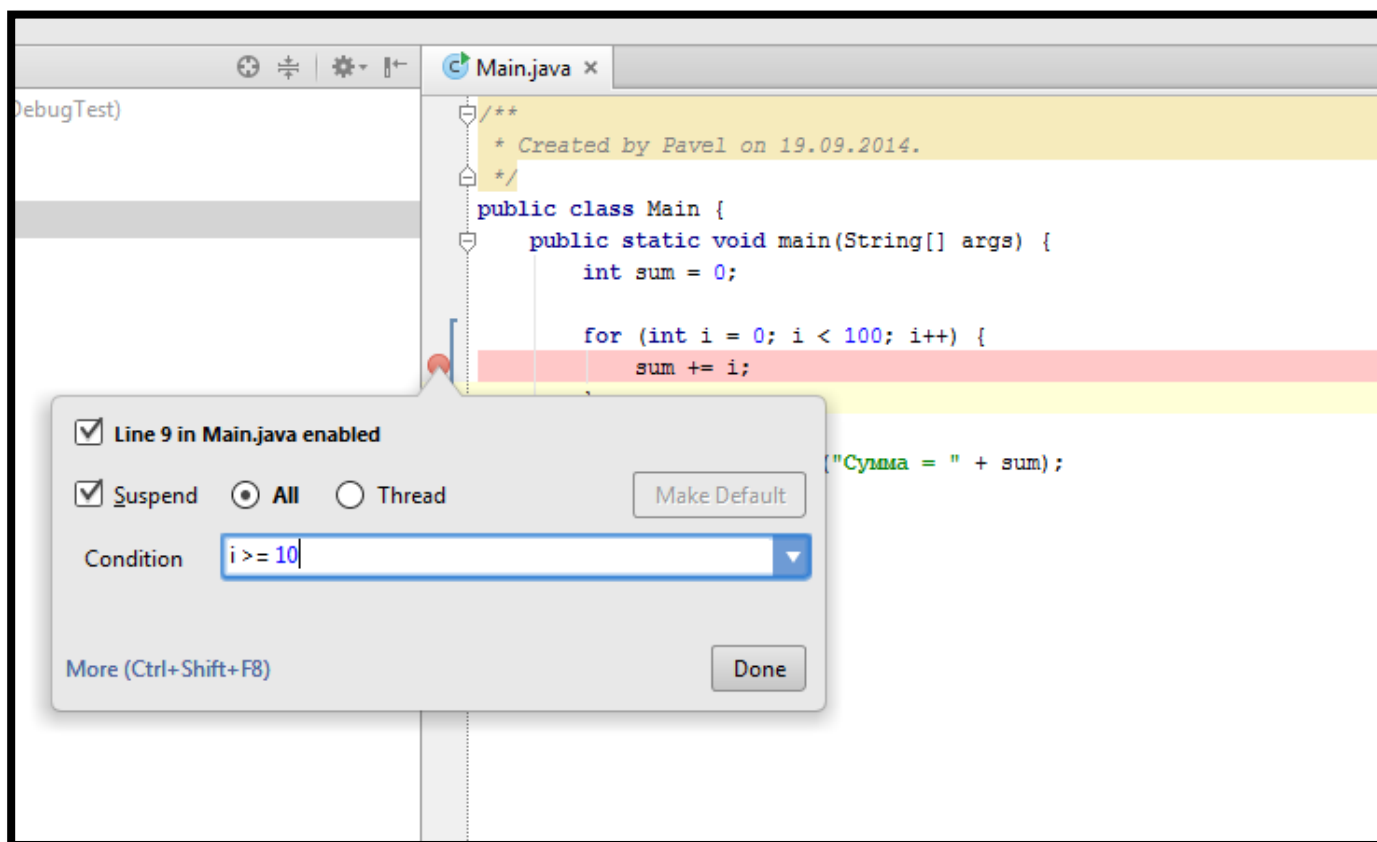 Main.java ×
DebugTest)
/**
* Created by Pavel on 19.09.2014.
*/
public class Main {
public static void main(String[] args) {
int sum = 0;
for (int i = 0; i < 100; i++) {
sum += i;
("Сумма = " + sum);
Line 9 in Main.java enabled
Suspend All Thread Make Default
Condition i >= 10
More (Ctrl+Shift+F8) Done